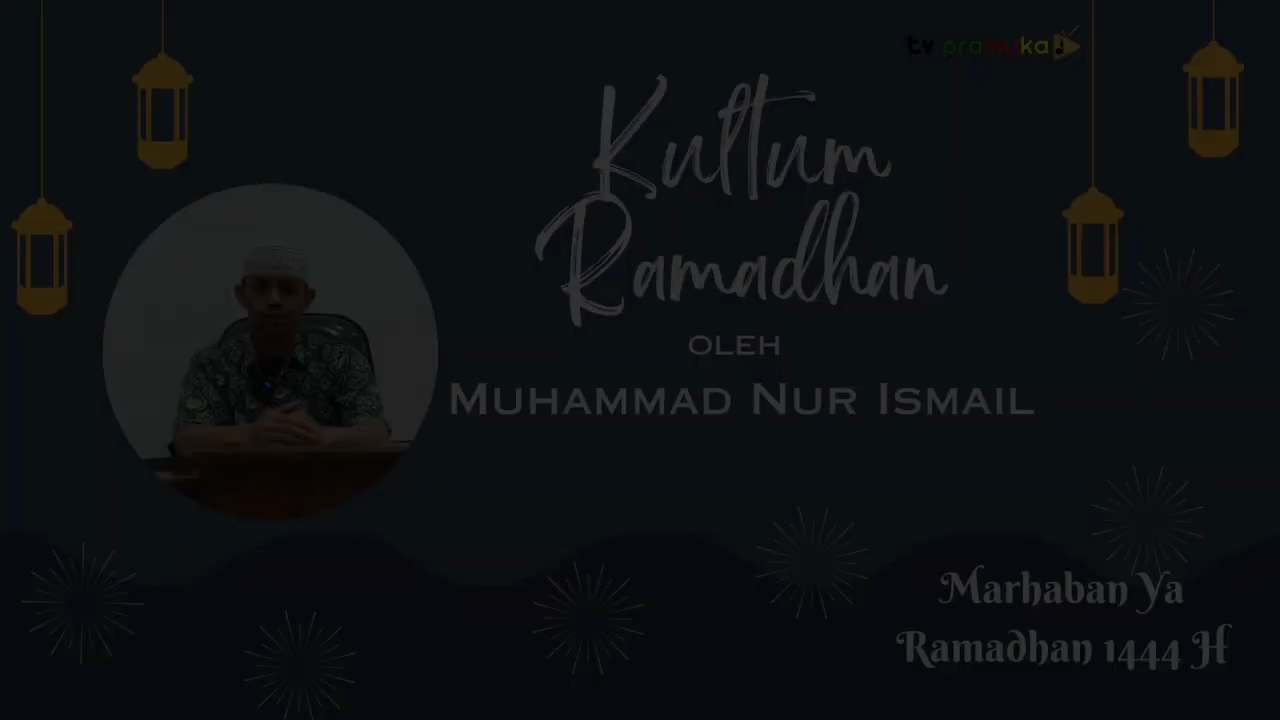 tv pramuka
Kultum
Ramadhan
OLEH
MUHAMMAD NUR ISMAIL
Marhaban Ya
Ramadhan 1444 H